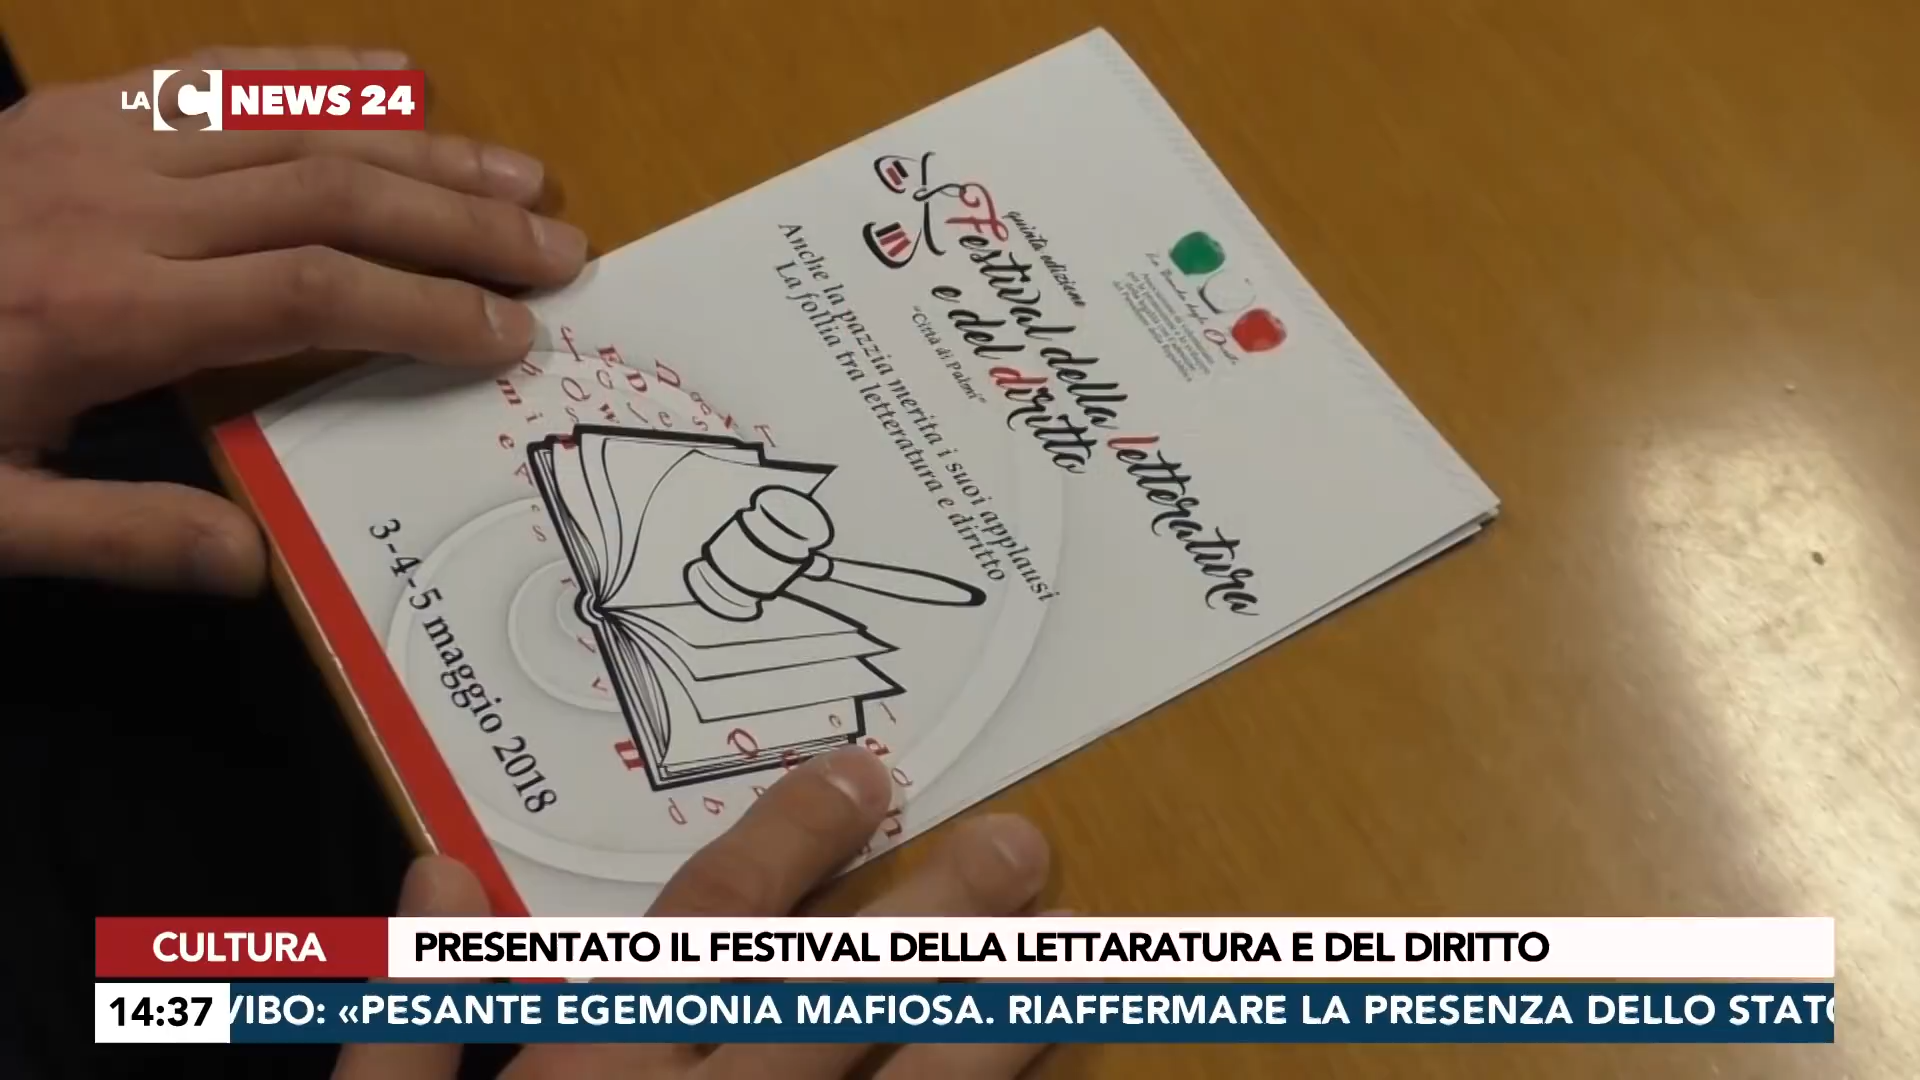 LA C NEWS 24
quinta edizione
Festival della letteratura
e del diritto
"Città di Palmi"
Anche la pazzia merita i suoi applausi
La follia tra letteratura e diritto
3-4-5 maggio 2018
CULTURA
PRESENTATO IL FESTIVAL DELLA LETTARATURA E DEL DIRITTO
14:37
VIBO: «PESANTE EGEMONIA MAFIOSA. RIAFFERMARE LA PRESENZA DELLO STATO